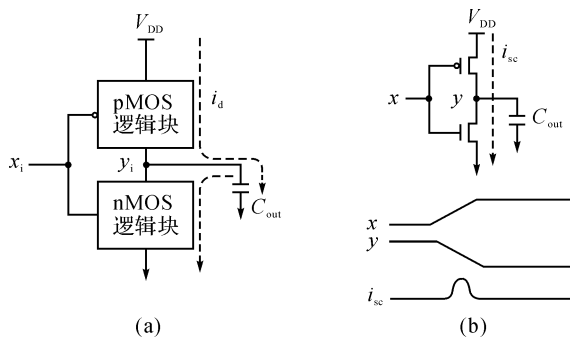 V_DD
pMOS
逻辑块
i_d
x_i
y_i
nMOS
逻辑块
C_out
(a)
V_DD
i_sc
x
y
C_out
x
y
i_sc
(b)